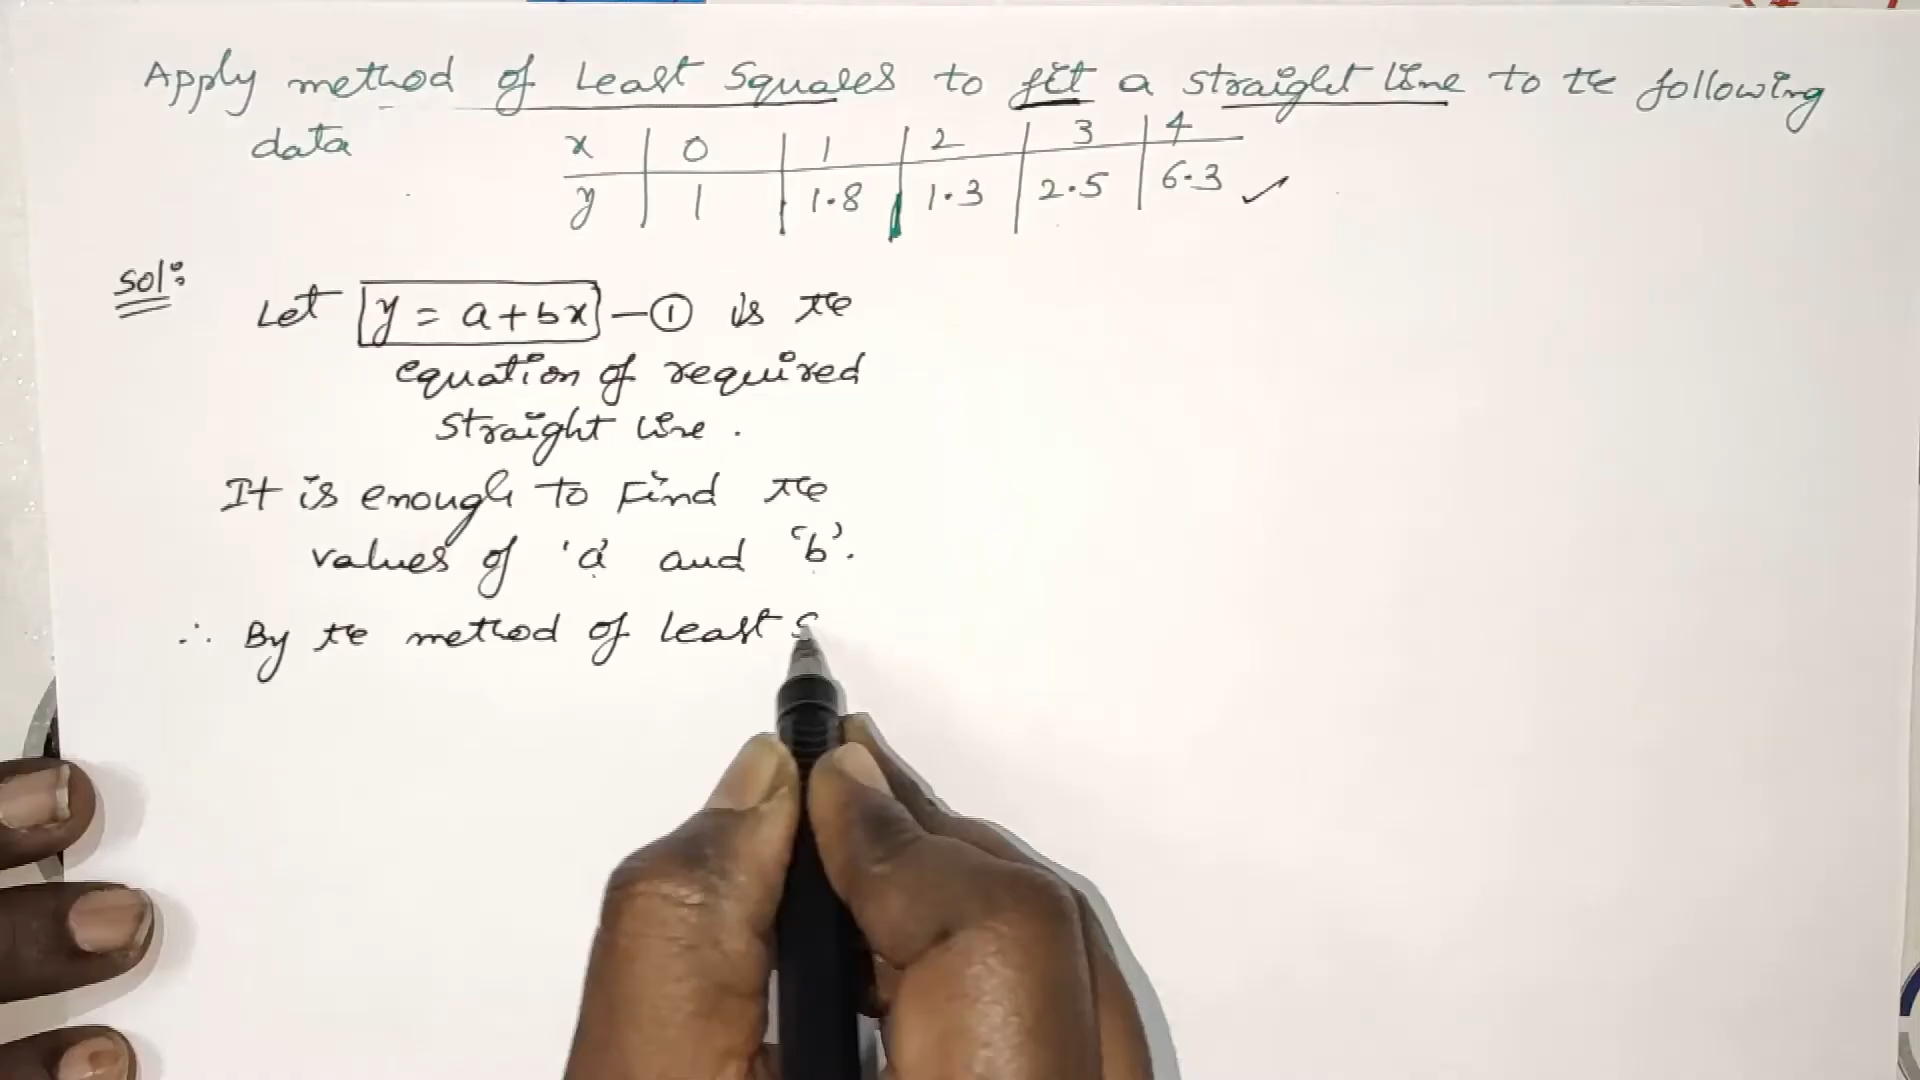 Apply method of Least Squares to fit a straight line to the following
data
x 0 1 2 3 4
y 1 1.8 1.3 2.5 6.3 ✓
Sol:
Let y = a+bx — ① is the
equation of required
straight line.
It is enough to find the
values of 'a' and 'b'.
∴ By the method of least S